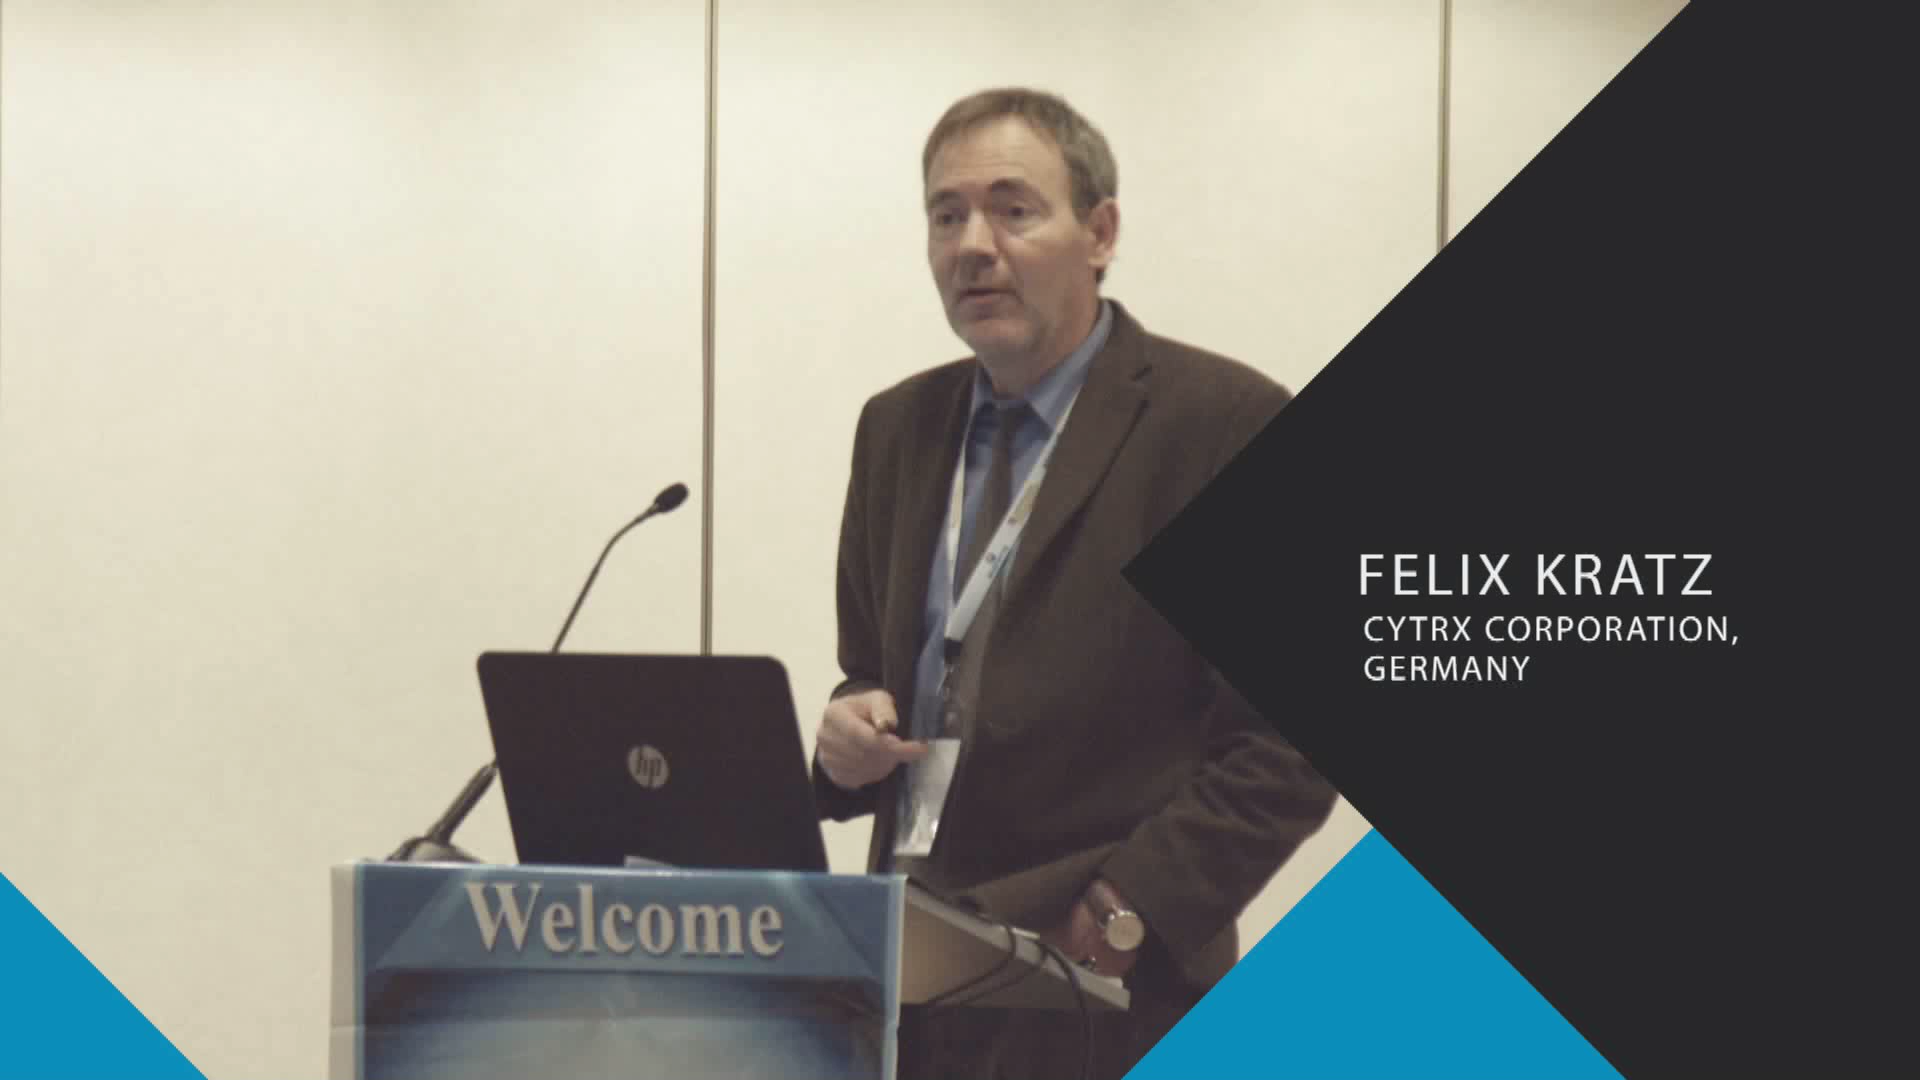 FELIX KRATZ
CYTRX CORPORATION,
GERMANY
hp
Welcome